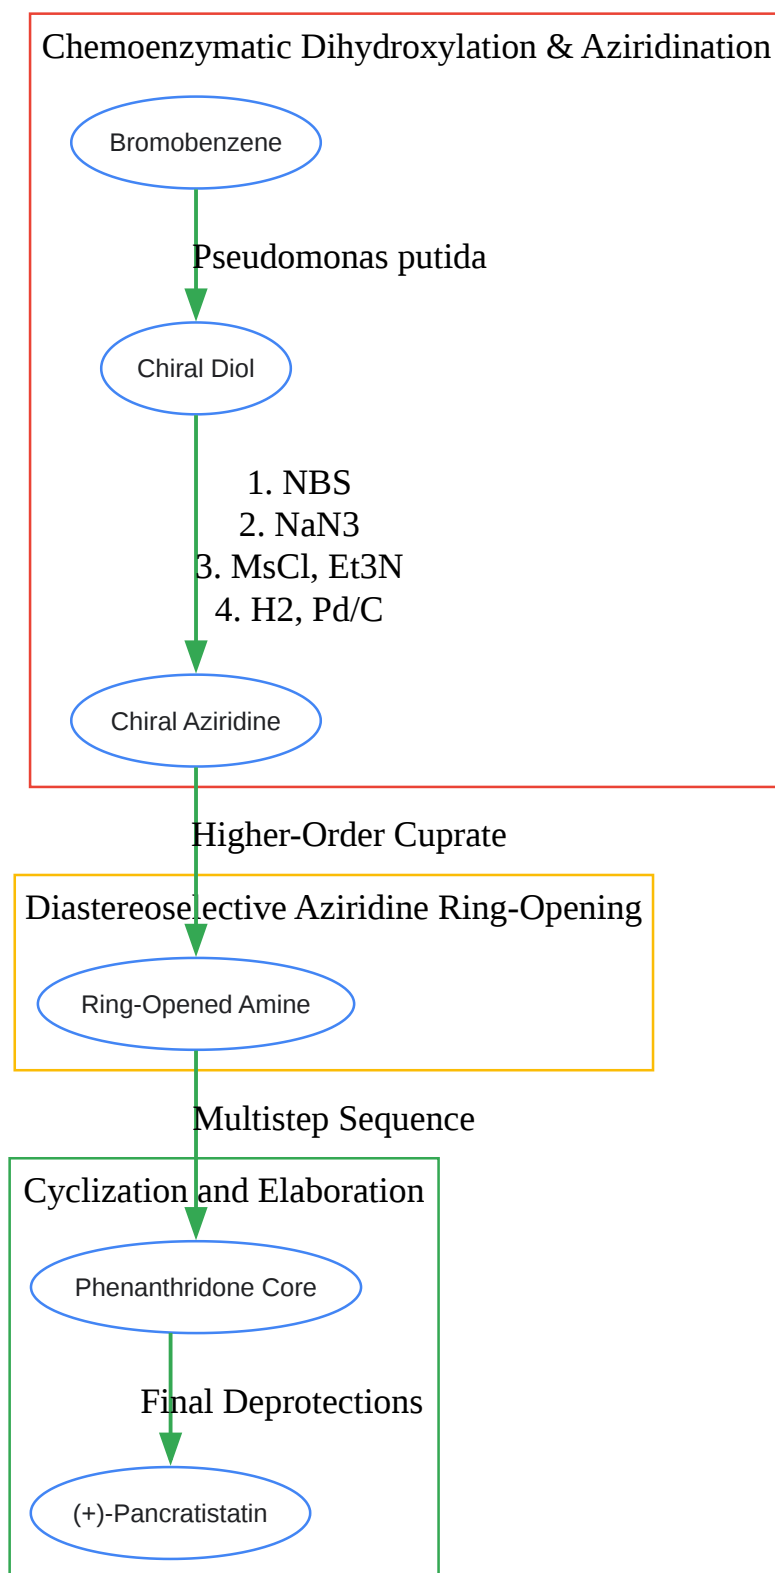 Chemoenzymatic Dihydroxylation & Aziridination
Bromobenzene
Pseudomonas putida
Chiral Diol
1. NBS
2. NaN3
3. MsCl, Et3N
4. H2, Pd/C
Chiral Aziridine
Higher-Order Cuprate
Diastereoselective Aziridine Ring-Opening
Ring-Opened Amine
Multistep Sequence
Cyclization and Elaboration
Phenanthridone Core
Final Deprotections
(+)-Pancratistatin